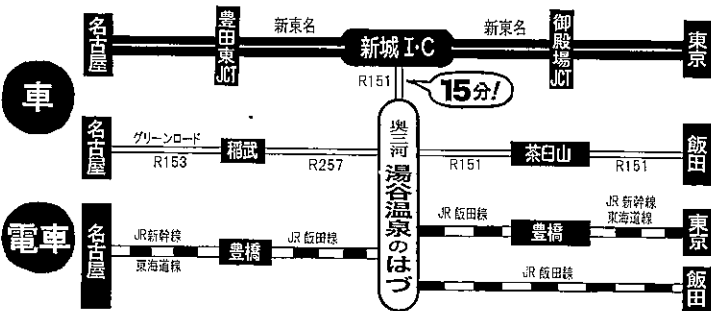 車
名古屋
豊田東JCT
新東名
新城I・C
新東名
御殿場JCT
東京
R151
15分!
名古屋
グリーンロード
R153
稲武
R257
奥三河
湯谷温泉のはづ
R151
茶臼山
R151
飯田
電車
名古屋
JR新幹線
東海道線
豊橋
JR飯田線
JR飯田線
豊橋
JR新幹線
東海道線
東京
JR飯田線
飯田